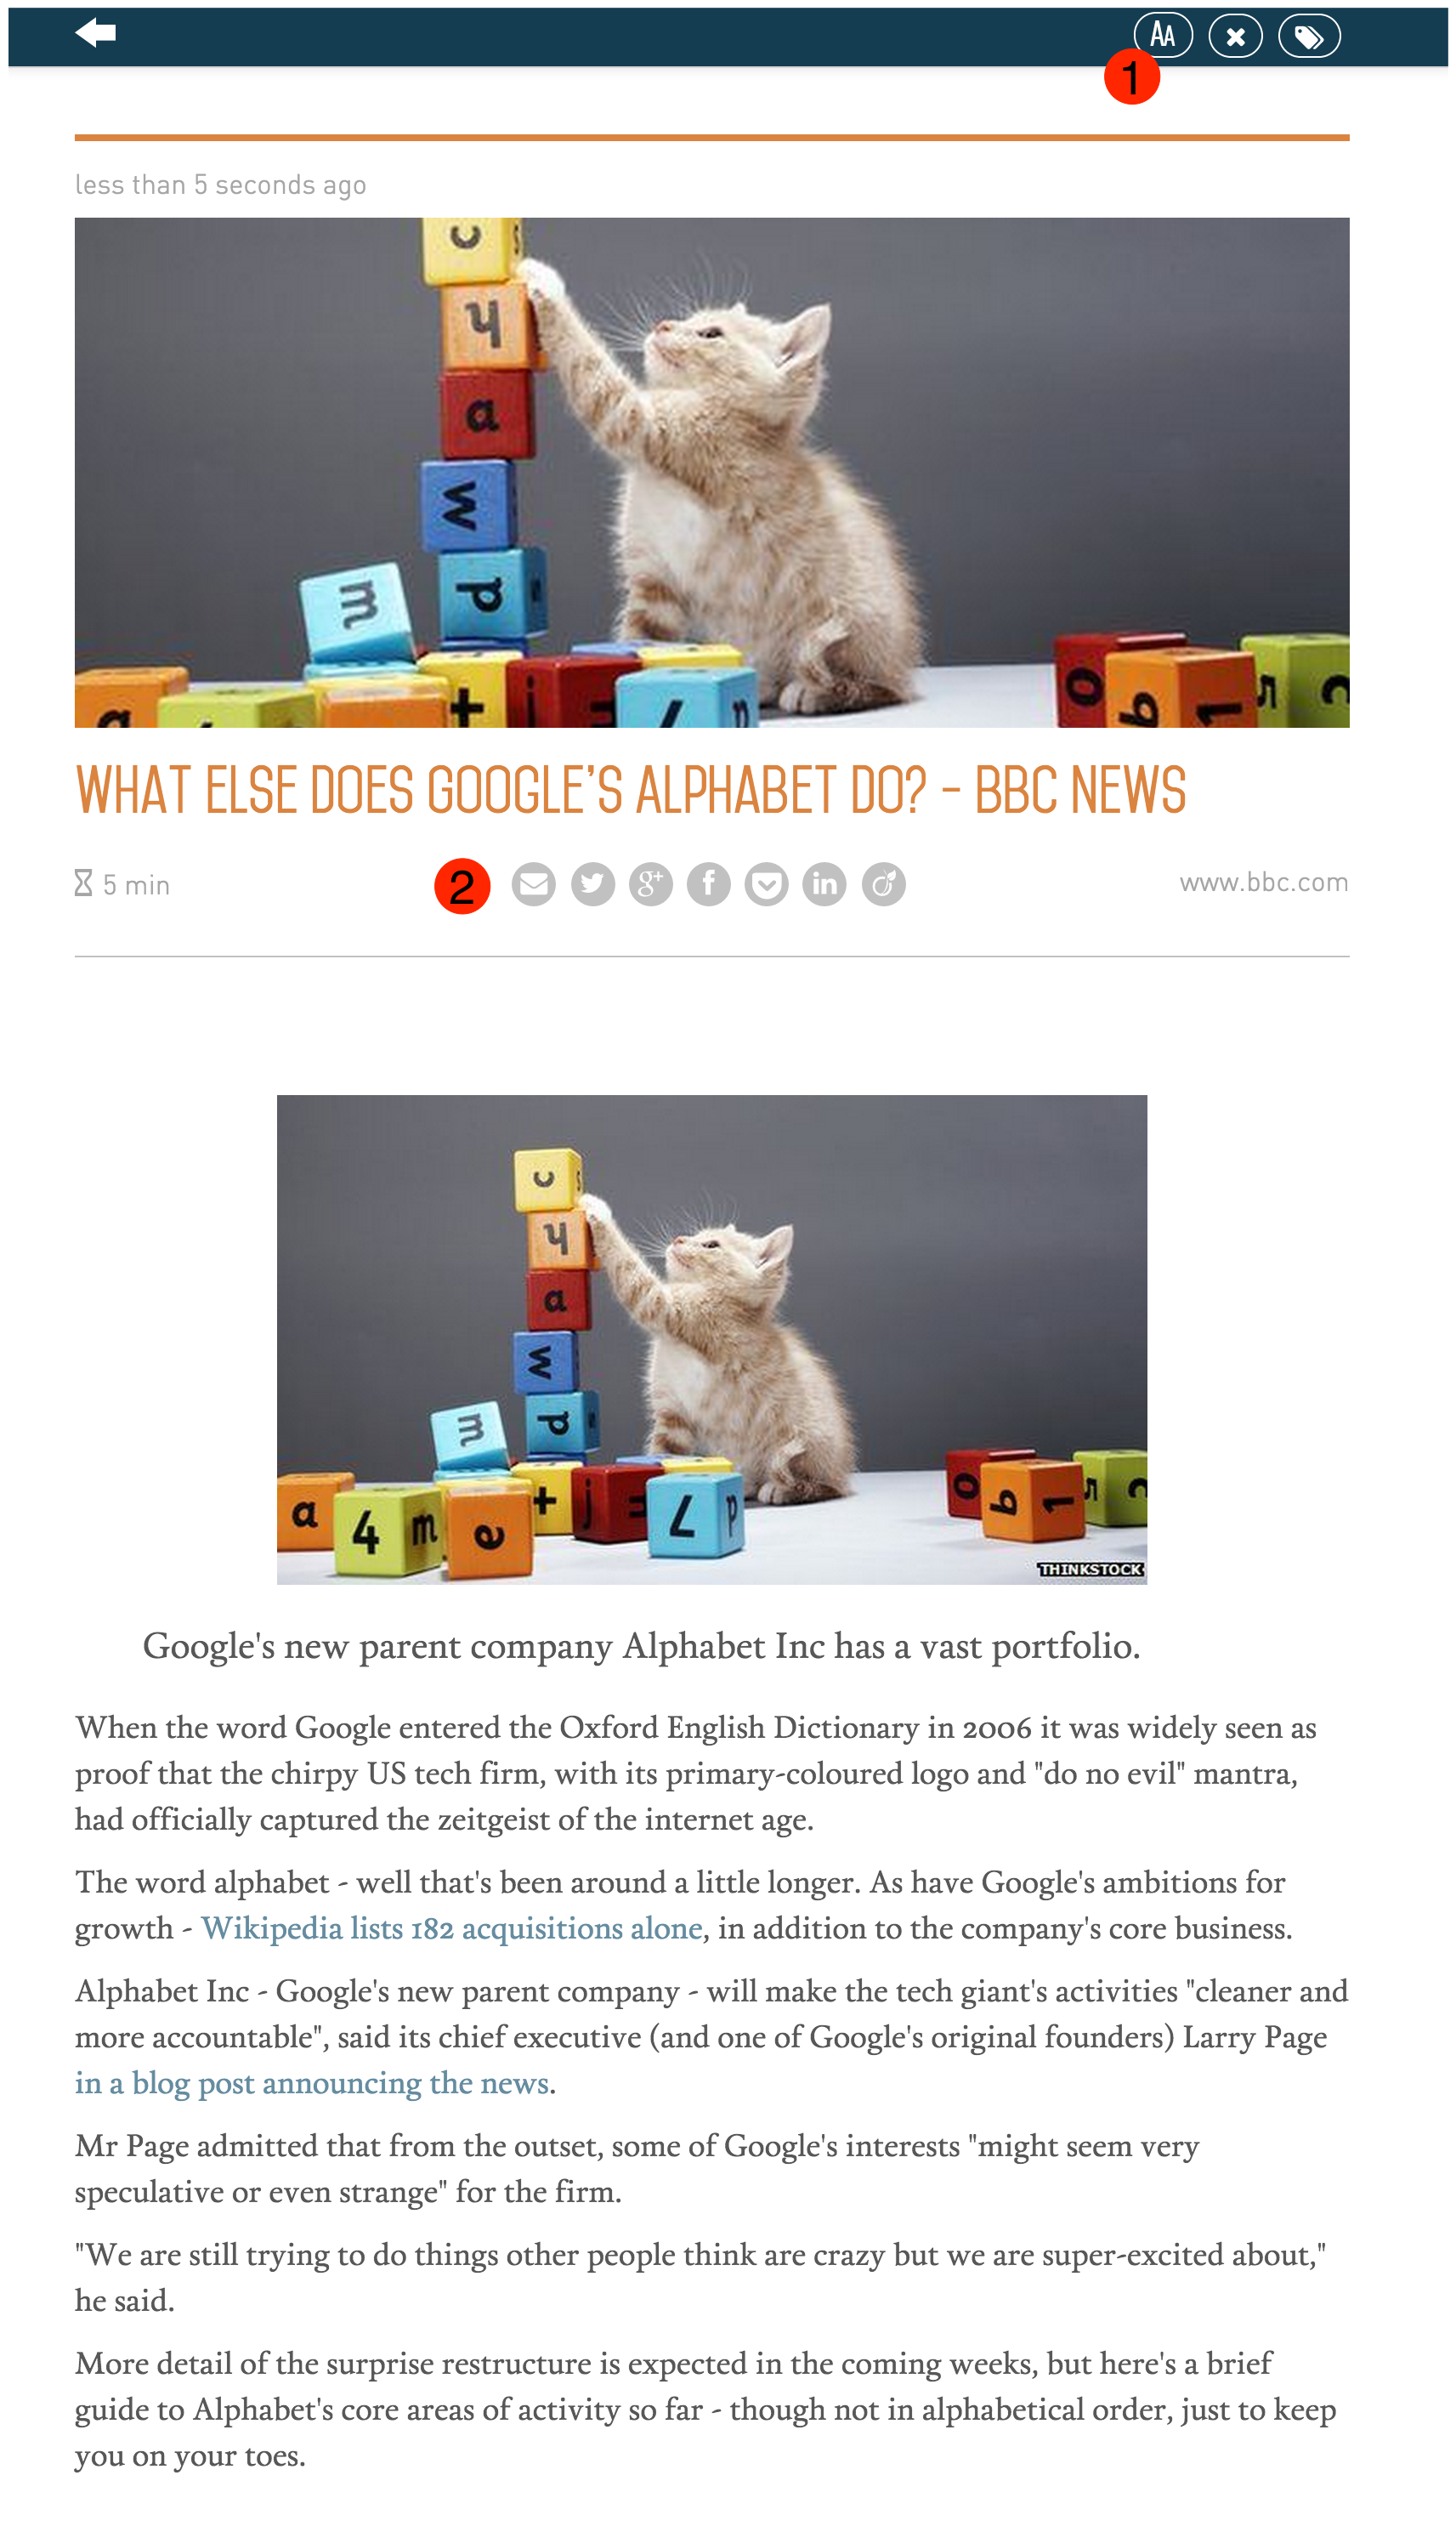 AA
1
less than 5 seconds ago
c s
y
a
w
d
m
a + j 7 p o b 1 5 c
WHAT ELSE DOES GOOGLE'S ALPHABET DO? - BBC NEWS
5 min 2 g+ f in www.bbc.com
c s
y
a
w
d
m
a 4 m e + j 7 p o b 1 5 c
THINKSTOCK
Google's new parent company Alphabet Inc has a vast portfolio.
When the word Google entered the Oxford English Dictionary in 2006 it was widely seen as
proof that the chirpy US tech firm, with its primary-coloured logo and "do no evil" mantra,
had officially captured the zeitgeist of the internet age.
The word alphabet - well that's been around a little longer. As have Google's ambitions for
growth - Wikipedia lists 182 acquisitions alone, in addition to the company's core business.
Alphabet Inc - Google's new parent company - will make the tech giant's activities "cleaner and
more accountable", said its chief executive (and one of Google's original founders) Larry Page
in a blog post announcing the news.
Mr Page admitted that from the outset, some of Google's interests "might seem very
speculative or even strange" for the firm.
"We are still trying to do things other people think are crazy but we are super-excited about,"
he said.
More detail of the surprise restructure is expected in the coming weeks, but here's a brief
guide to Alphabet's core areas of activity so far - though not in alphabetical order, just to keep
you on your toes.